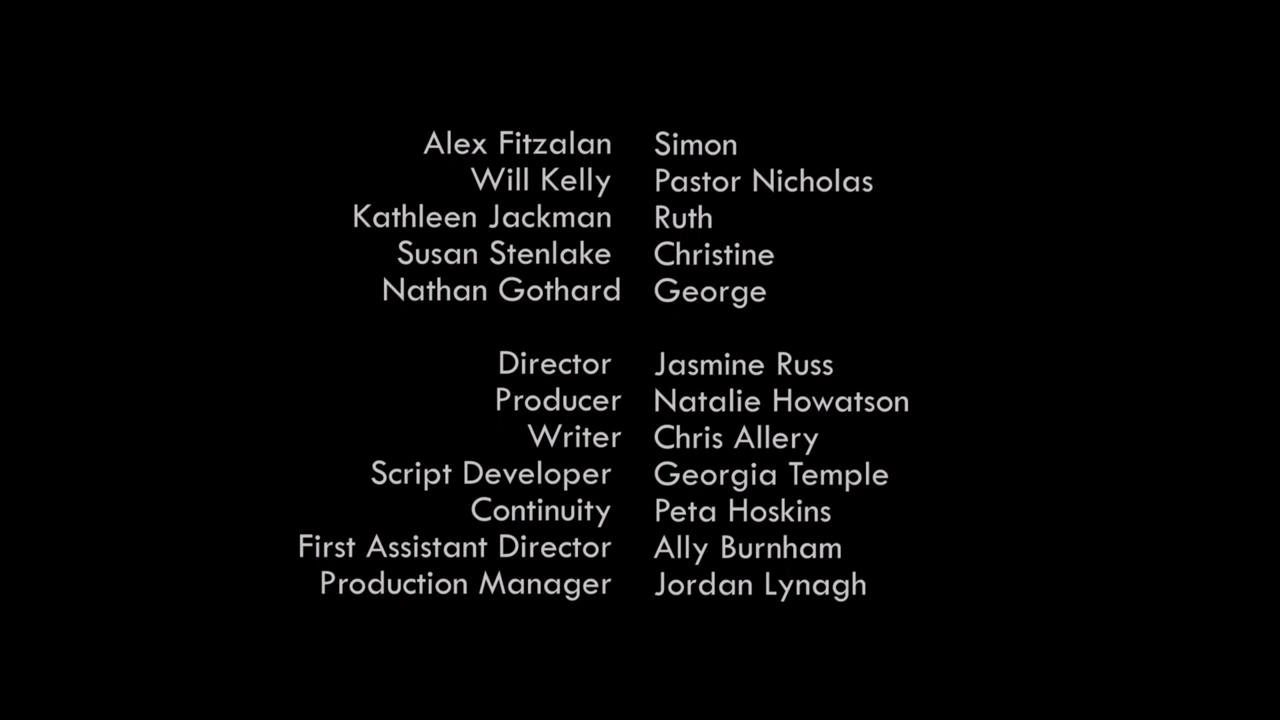 Alex Fitzalan Simon
Will Kelly Pastor Nicholas
Kathleen Jackman Ruth
Susan Stenlake Christine
Nathan Gothard George
Director Jasmine Russ
Producer Natalie Howatson
Writer Chris Allery
Script Developer Georgia Temple
Continuity Peta Hoskins
First Assistant Director Ally Burnham
Production Manager Jordan Lynagh